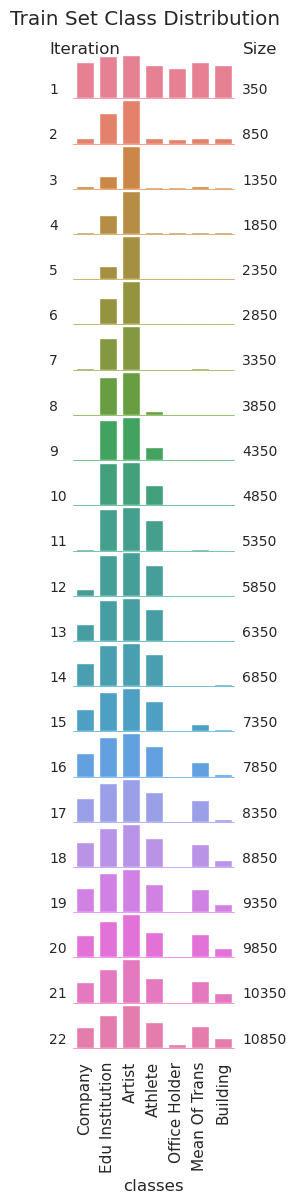 Train Set Class Distribution
Iteration Size
1 350
2 850
3 1350
4 1850
5 2350
6 2850
7 3350
8 3850
9 4350
10 4850
11 5350
12 5850
13 6350
14 6850
15 7350
16 7850
17 8350
18 8850
19 9350
20 9850
21 10350
22 10850
Company
Edu Institution
Artist
Athlete
Office Holder
Mean Of Trans
Building
classes